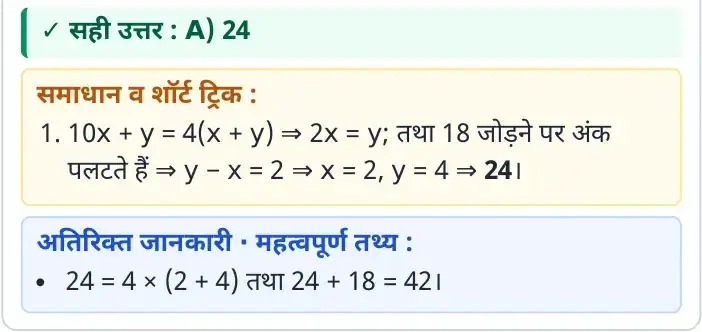 ✓ सही उत्तर : A) 24
समाधान व शॉर्ट ट्रिक :
1. 10x + y = 4(x + y) ⇒ 2x = y; तथा 18 जोड़ने पर अंक
पलटते हैं ⇒ y − x = 2 ⇒ x = 2, y = 4 ⇒ 24।
अतिरिक्त जानकारी · महत्वपूर्ण तथ्य :
• 24 = 4 × (2 + 4) तथा 24 + 18 = 42।